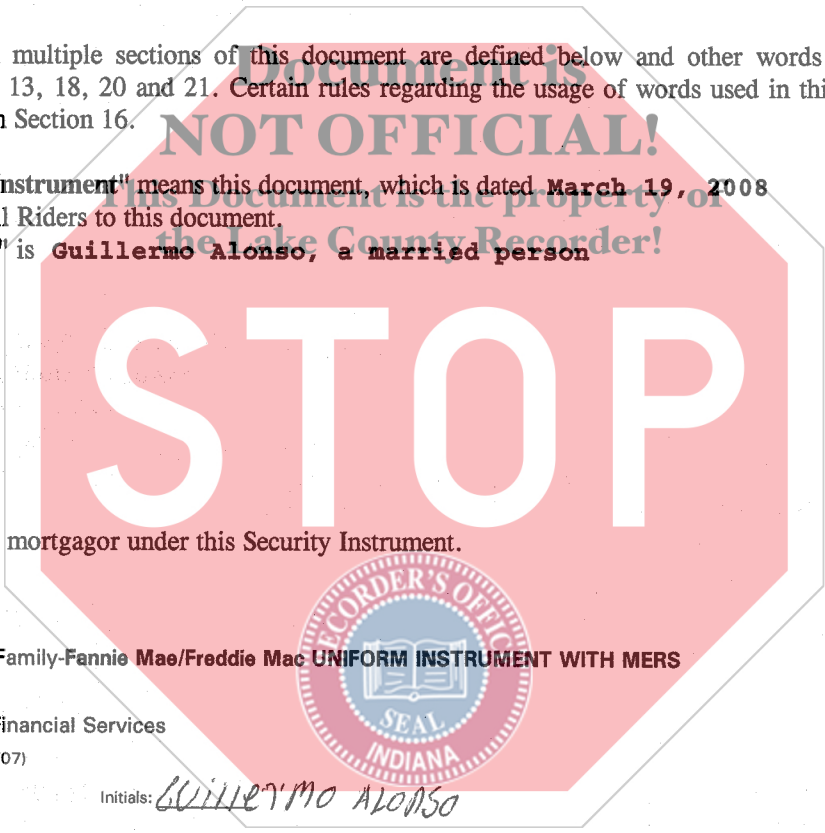 multiple sections of this document are defined below and other words
13, 18, 20 and 21. Certain rules regarding the usage of words used in thi
n Section 16.
Document is
NOT OFFICIAL!
This Document is the property of
the Lake County Recorder!
nstrument" means this document, which is dated March 19, 2008
l Riders to this document.
" is Guillermo Alonso, a married person
STOP
mortgagor under this Security Instrument.
RECORDER'S OFFICE
SEAL
INDIANA
Family-Fannie Mae/Freddie Mac UNIFORM INSTRUMENT WITH MERS
Financial Services
07)
Initials: Guillermo Alonso